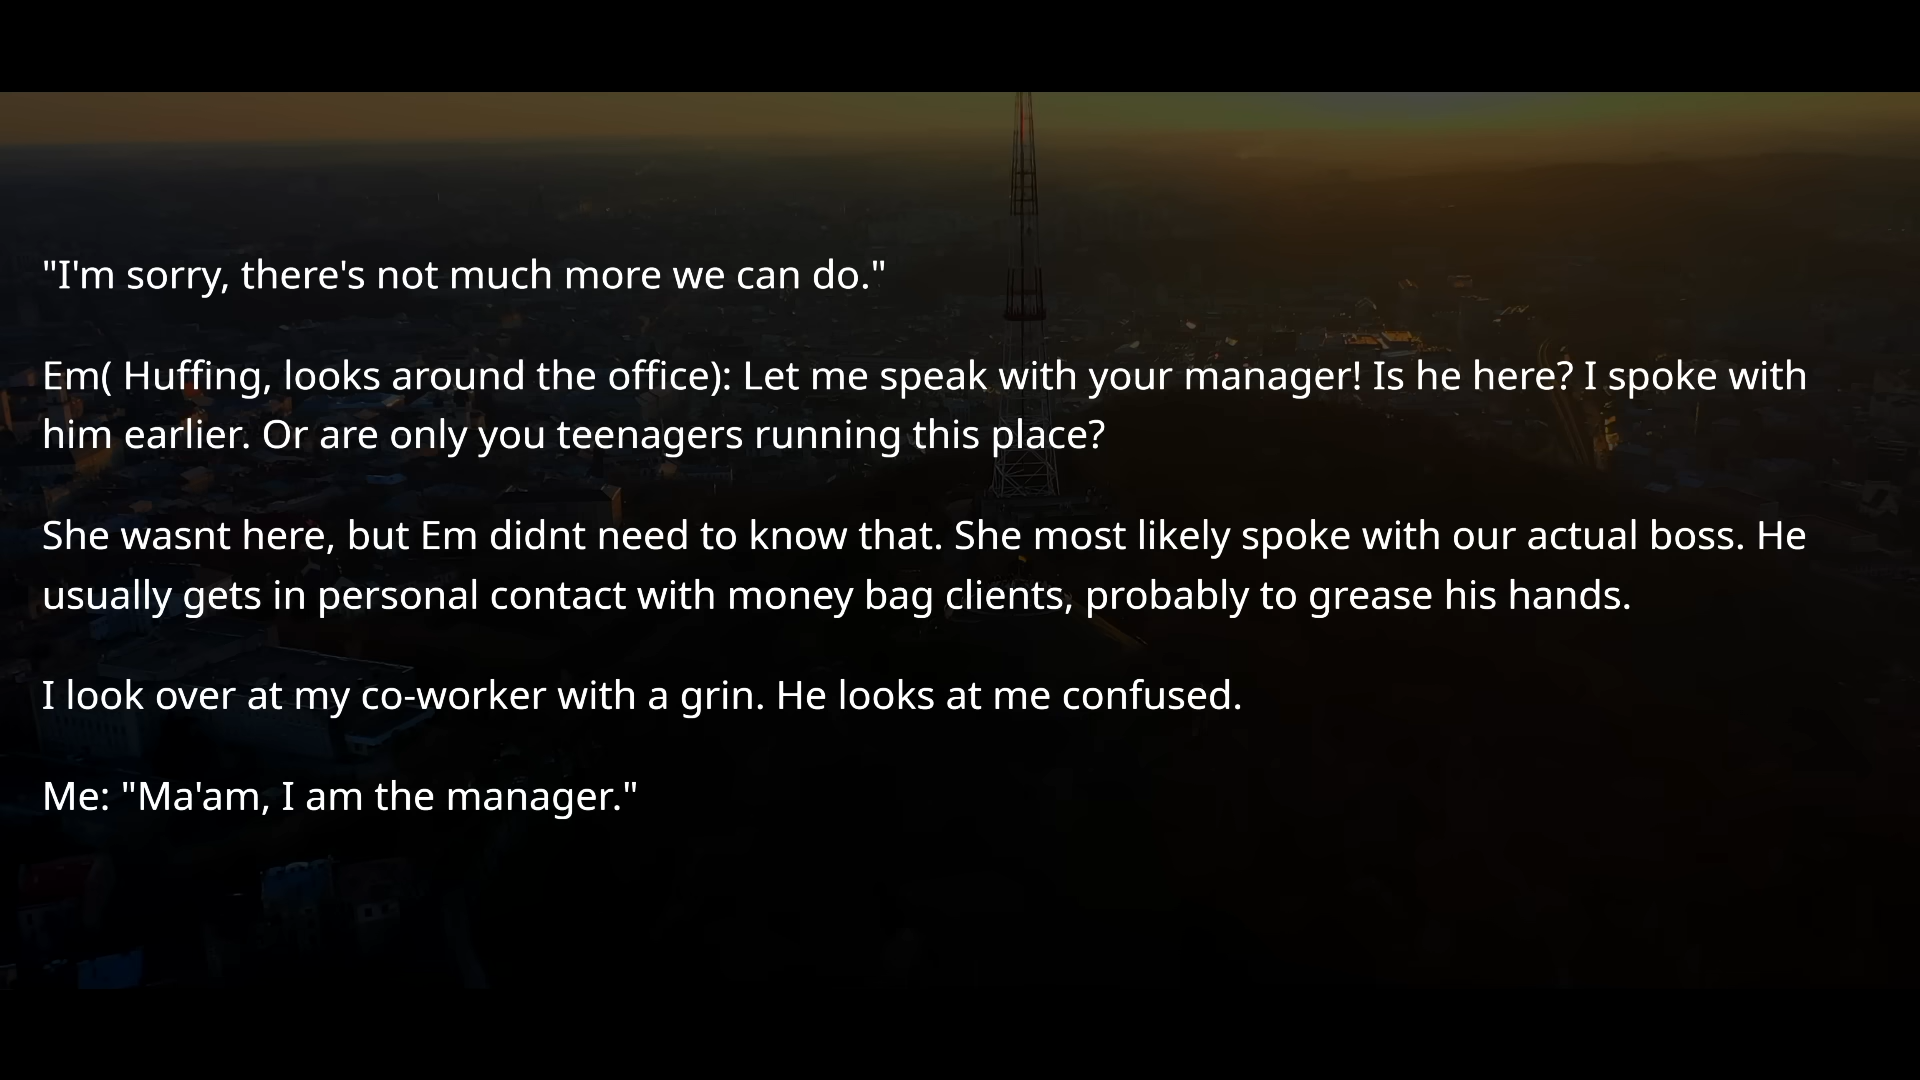 "I'm sorry, there's not much more we can do."
Em( Huffing, looks around the office): Let me speak with your manager! Is he here? I spoke with
him earlier. Or are only you teenagers running this place?
She wasnt here, but Em didnt need to know that. She most likely spoke with our actual boss. He
usually gets in personal contact with money bag clients, probably to grease his hands.
I look over at my co-worker with a grin. He looks at me confused.
Me: "Ma'am, I am the manager."